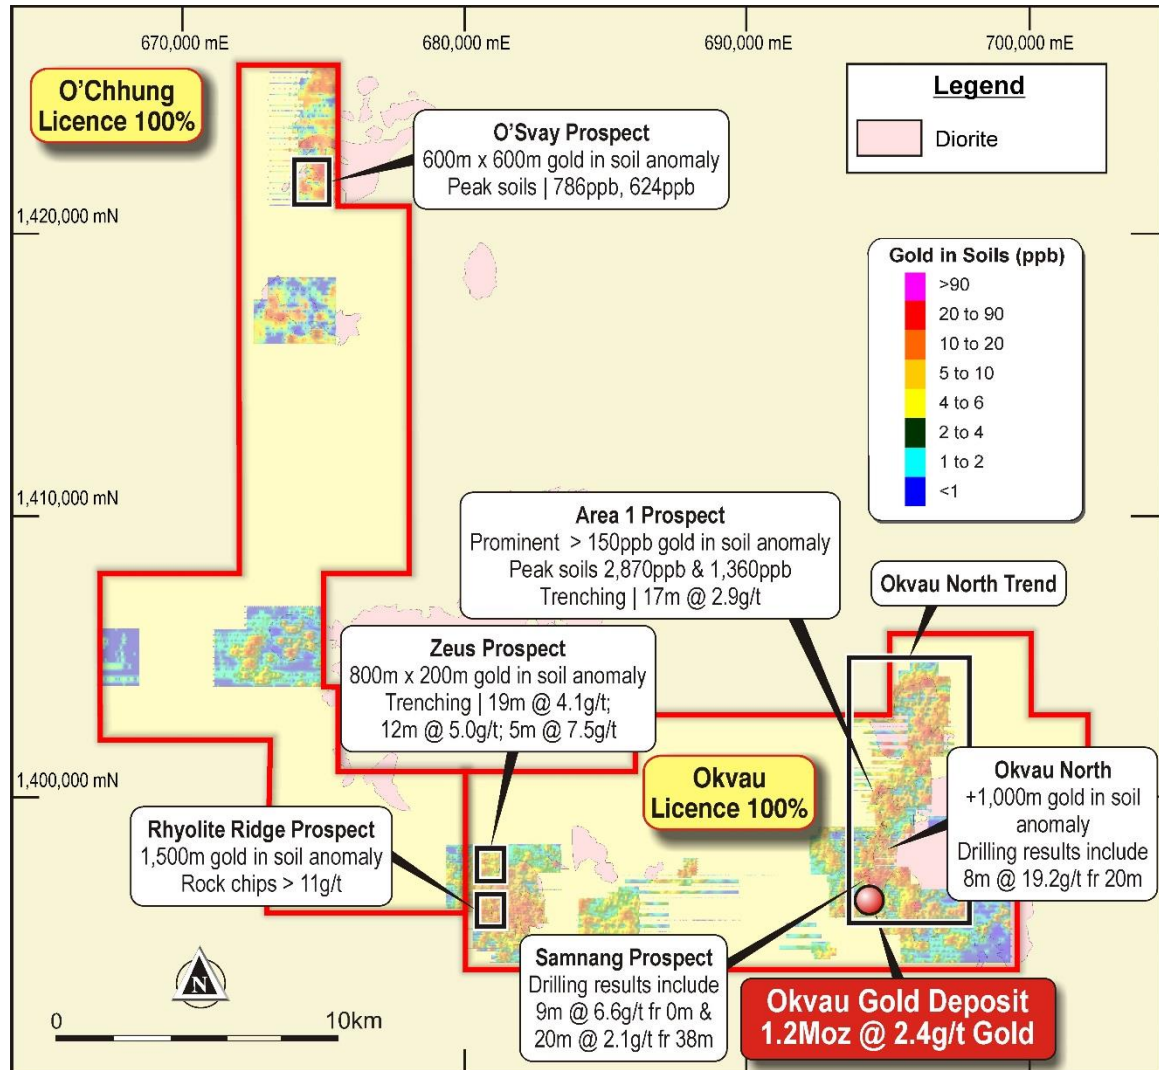 670,000 mE
680,000 mE
690,000 mE
700,000 mE
O'Chhung
Licence 100%
O'Svay Prospect
600m x 600m gold in soil anomaly
Peak soils | 786ppb, 624ppb
Legend
Diorite
1,420,000 mN
Gold in Soils (ppb)
>90
20 to 90
10 to 20
5 to 10
4 to 6
2 to 4
1 to 2
<1
1,410,000 mN
Area 1 Prospect
Prominent > 150ppb gold in soil anomaly
Peak soils 2,870ppb & 1,360ppb
Trenching | 17m @ 2.9g/t
Okvau North Trend
Zeus Prospect
800m x 200m gold in soil anomaly
Trenching | 19m @ 4.1g/t;
12m @ 5.0g/t; 5m @ 7.5g/t
1,400,000 mN
Okvau
Licence 100%
Okvau North
+1,000m gold in soil
anomaly
Drilling results include
8m @ 19.2g/t fr 20m
Rhyolite Ridge Prospect
1,500m gold in soil anomaly
Rock chips > 11g/t
Samnang Prospect
Drilling results include
9m @ 6.6g/t fr 0m &
20m @ 2.1g/t fr 38m
Okvau Gold Deposit
1.2Moz @ 2.4g/t Gold
N
0
10km